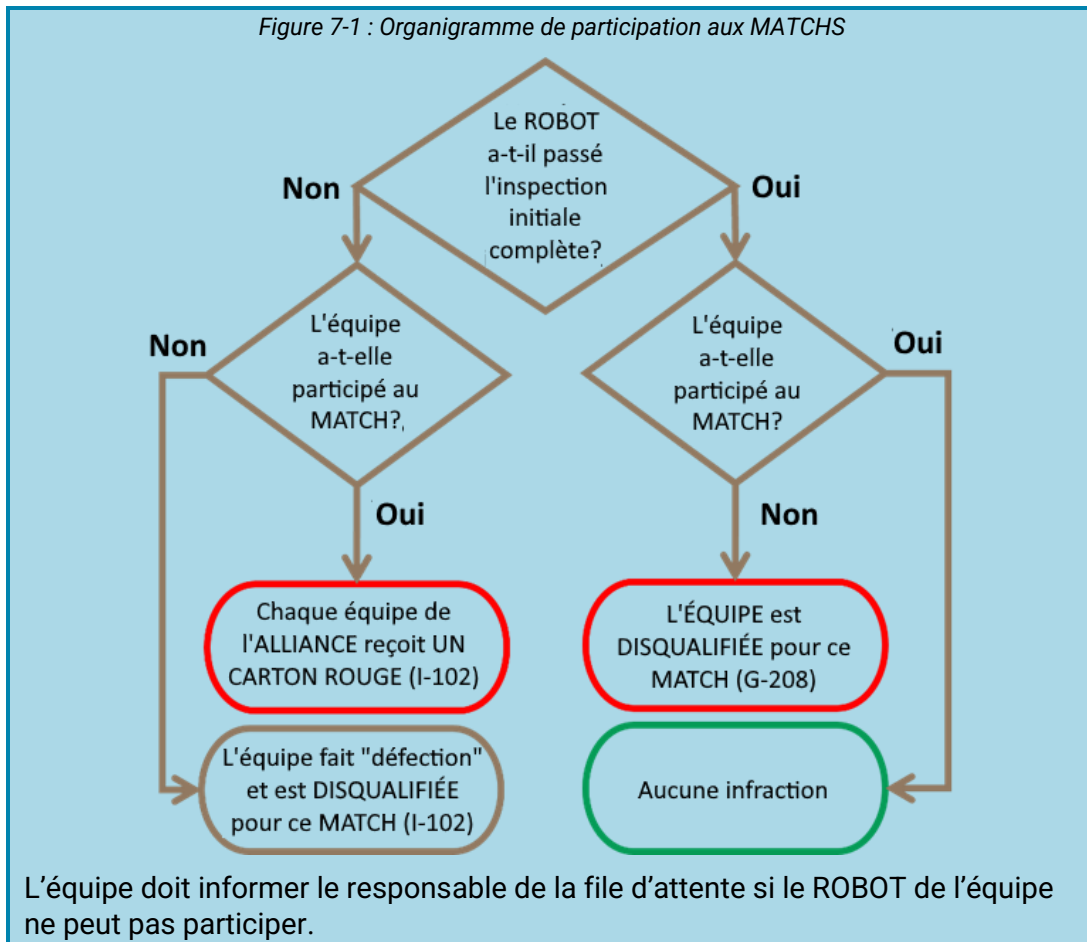 Figure 7-1 : Organigramme de participation aux MATCHS
Le ROBOT
a-t-il passé
l'inspection
initiale
complète?
Non
Oui
L'équipe
a-t-elle
participé au
MATCH?
Non
L'équipe
a-t-elle
participé au
MATCH?
Oui
Oui
Non
Chaque équipe de
l'ALLIANCE reçoit UN
CARTON ROUGE (I-102)
L'ÉQUIPE est
DISQUALIFIÉE pour ce
MATCH (G-208)
L'équipe fait "défection"
et est DISQUALIFIÉE
pour ce MATCH (I-102)
Aucune infraction
L’équipe doit informer le responsable de la file d’attente si le ROBOT de l’équipe
ne peut pas participer.